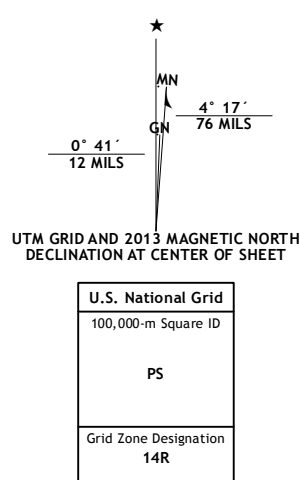 ★
MN
GN
4° 17´
76 MILS
0° 41´
12 MILS
UTM GRID AND 2013 MAGNETIC NORTH
DECLINATION AT CENTER OF SHEET
U.S. National Grid
100,000-m Square ID
PS
Grid Zone Designation
14R